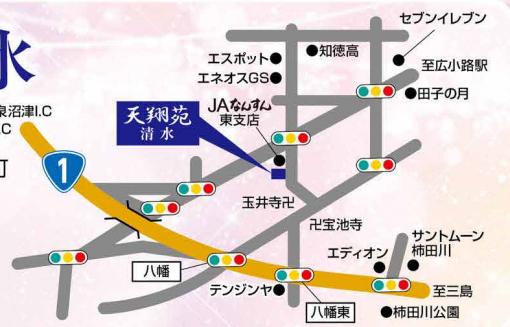 セブンイレブン
知徳高
エスポット
至広小路駅
エネオスGS
田子の月
水
JAなんすん
東支店
泉沼津I.C
.C
天翔苑
清水
町
1
玉井寺卍
卍宝池寺
サントムーン
柿田川
エディオン
八幡
テンジンヤ
至三島
八幡東
柿田川公園